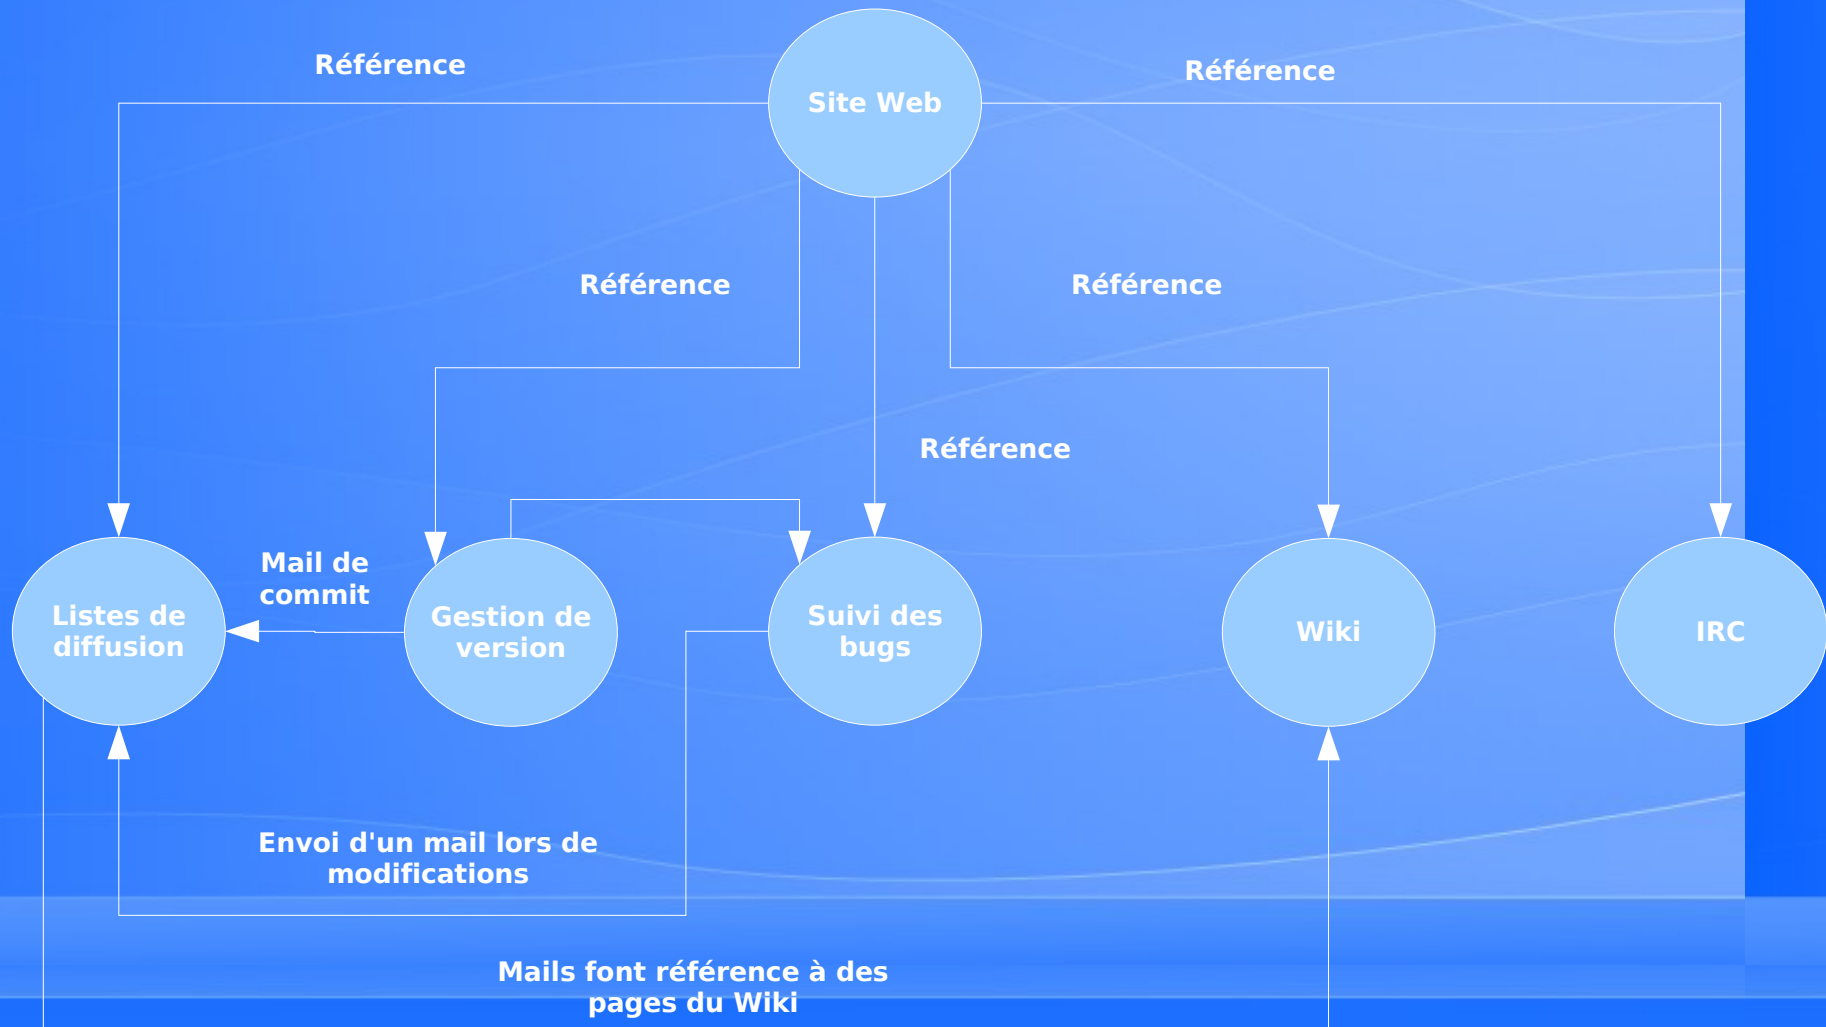 Référence
Référence
Site Web
Référence
Référence
Référence
Mail de
commit
Listes de
diffusion
Gestion de
version
Suivi des
bugs
Wiki
IRC
Envoi d'un mail lors de
modifications
Mails font référence à des
pages du Wiki